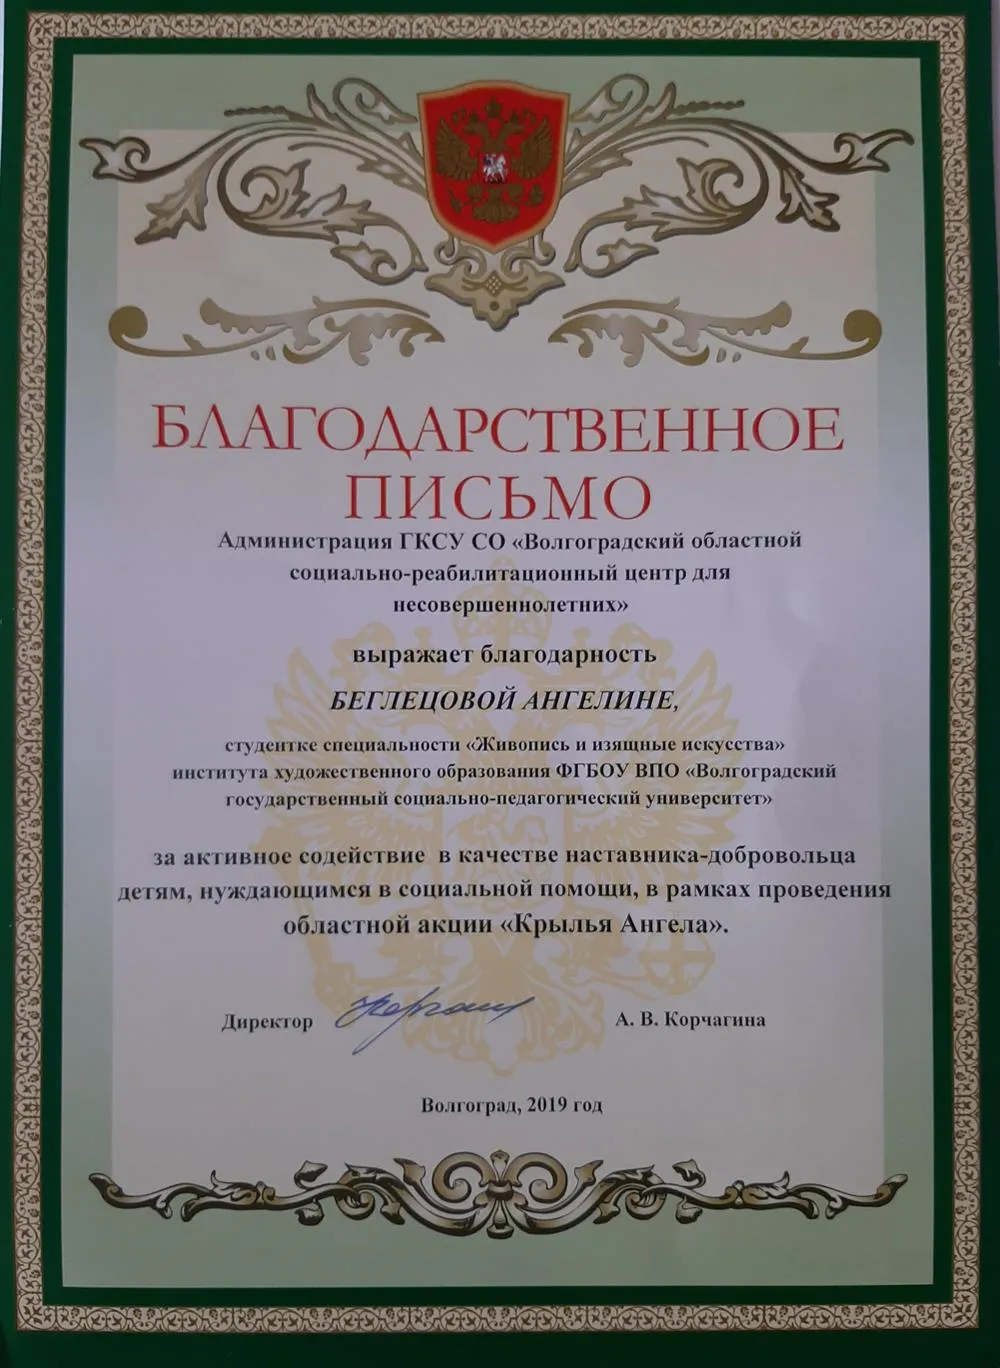 БЛАГОДАРСТВЕННОЕ
ПИСЬМО
Администрация ГКСУ СО «Волгоградский областной
социально-реабилитационный центр для
несовершеннолетних»
выражает благодарность
БЕГЛЕЦОВОЙ АНГЕЛИНЕ,
студентке специальности «Живопись и изящные искусства»
института художественного образования ФГБОУ ВПО «Волгоградский
государственный социально-педагогический университет»
за активное содействие в качестве наставника-добровольца
детям, нуждающимся в социальной помощи, в рамках проведения
областной акции «Крылья Ангела».
Директор А. В. Корчагина
Волгоград, 2019 год